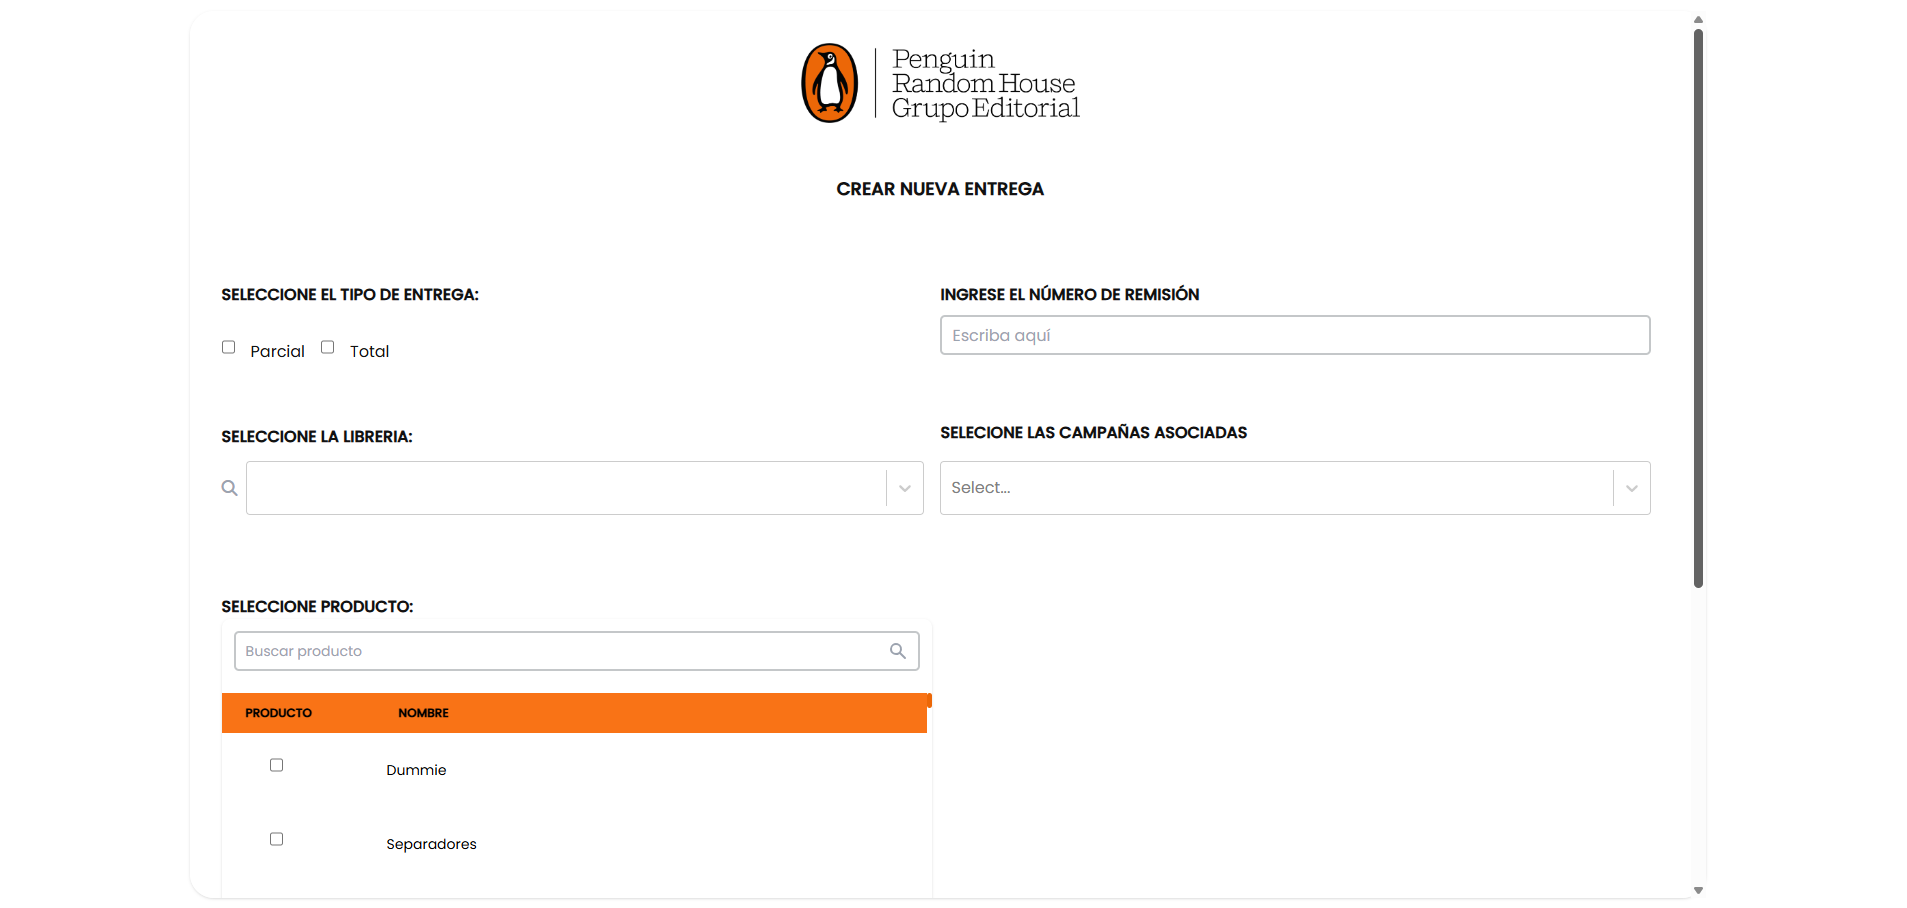 Penguin
Random House
Grupo Editorial
CREAR NUEVA ENTREGA
SELECCIONE EL TIPO DE ENTREGA:
Parcial
Total
INGRESE EL NÚMERO DE REMISIÓN
Escriba aquí
SELECCIONE LA LIBRERIA:
SELECIONE LAS CAMPAÑAS ASOCIADAS
Select...
SELECCIONE PRODUCTO:
Buscar producto
PRODUCTO NOMBRE
Dummie
Separadores